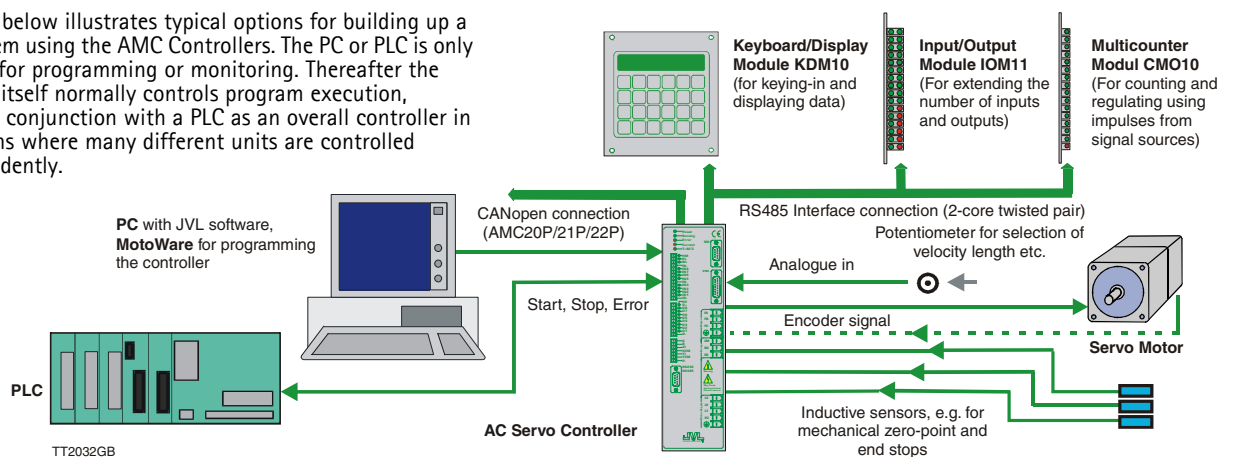 below illustrates typical options for building up a
em using the AMC Controllers. The PC or PLC is only
for programming or monitoring. Thereafter the
itself normally controls program execution,
conjunction with a PLC as an overall controller in
ns where many different units are controlled
dently.
Keyboard/Display
Module KDM10
(for keying-in and
displaying data)
Input/Output
Module IOM11
(For extending the
number of inputs
and outputs)
Multicounter
Modul CMO10
(For counting and
regulating using
impulses from
signal sources)
PC with JVL software,
MotoWare for programming
the controller
CANopen connection
(AMC20P/21P/22P)
RS485 Interface connection (2-core twisted pair)
Potentiometer for selection of
velocity length etc.
Analogue in
Start, Stop, Error
Encoder signal
Servo Motor
PLC
AC Servo Controller
JVL
Inductive sensors, e.g. for
mechanical zero-point and
end stops
TT2032GB